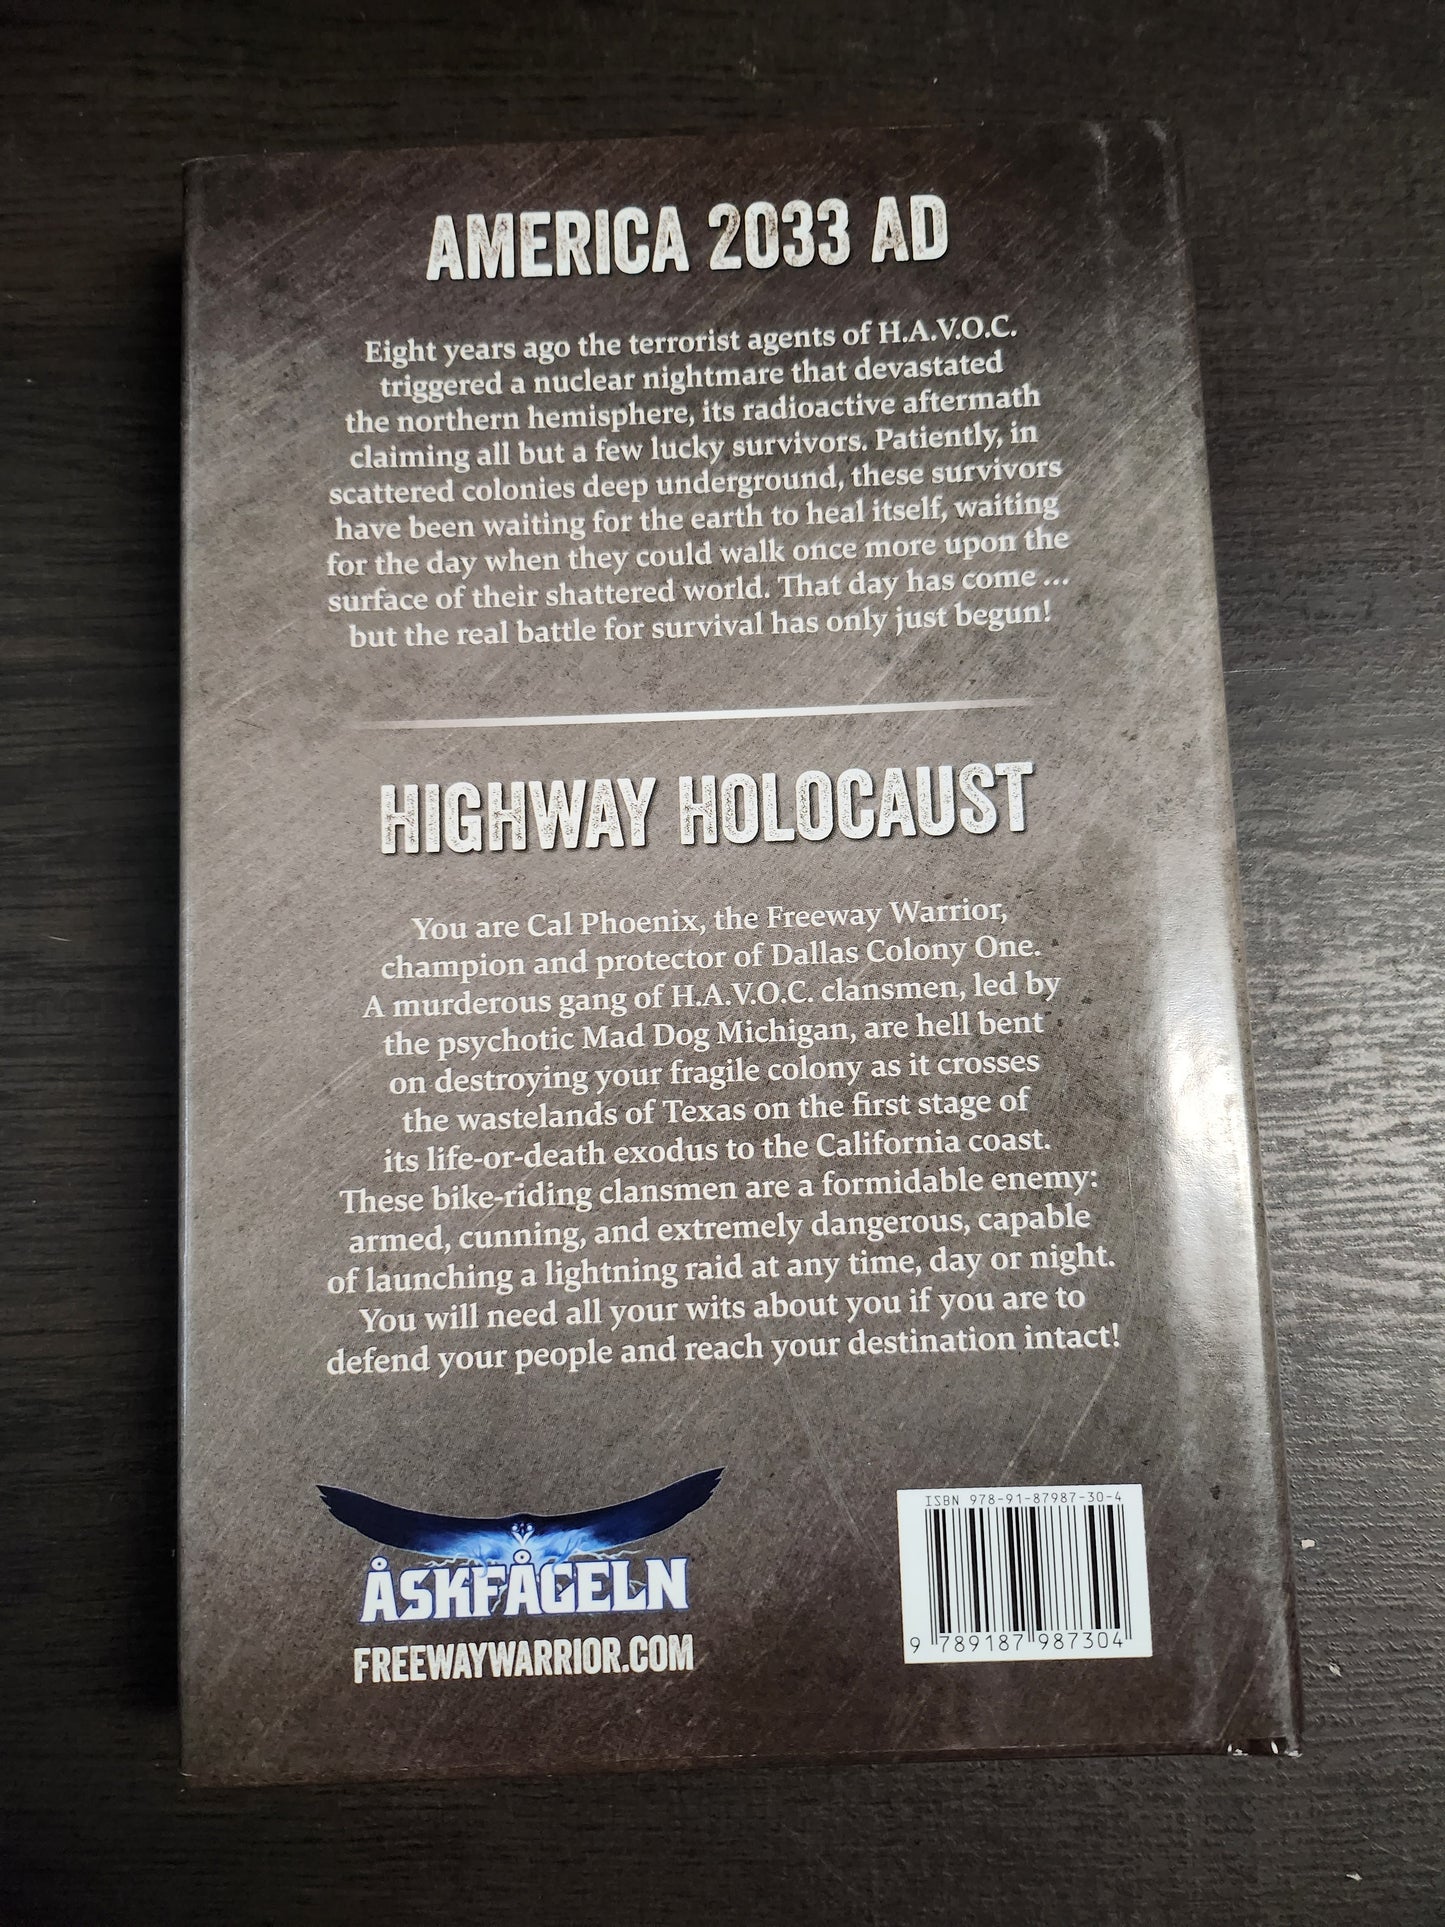 AMERICA 2033 AD
Eight years ago the terrorist agents of H.A.V.O.C.
triggered a nuclear nightmare that devastated
the northern hemisphere, its radioactive aftermath
claiming all but a few lucky survivors. Patiently, in
scattered colonies deep underground, these survivors
have been waiting for the earth to heal itself, waiting
for the day when they could walk once more upon the
surface of their shattered world. That day has come ...
but the real battle for survival has only just begun!
HIGHWAY HOLOCAUST
You are Cal Phoenix, the Freeway Warrior,
champion and protector of Dallas Colony One.
A murderous gang of H.A.V.O.C. clansmen, led by
the psychotic Mad Dog Michigan, are hell bent
on destroying your fragile colony as it crosses
the wastelands of Texas on the first stage of
its life-or-death exodus to the California coast.
These bike-riding clansmen are a formidable enemy:
armed, cunning, and extremely dangerous, capable
of launching a lightning raid at any time, day or night.
You will need all your wits about you if you are to
defend your people and reach your destination intact!
ÅSKFÅGELN
FREEWAYWARRIOR.COM
ISBN 978-91-87987-30-4
9 789187 987304